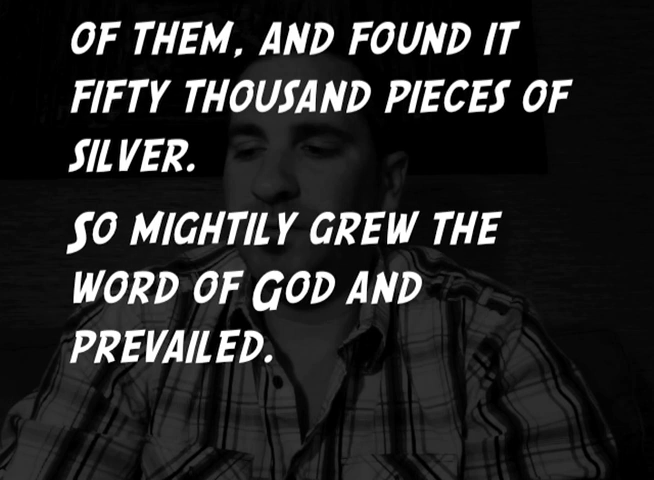 OF THEM, AND FOUND IT
FIFTY THOUSAND PIECES OF
SILVER.
SO MIGHTILY GREW THE
WORD OF GOD AND
PREVAILED.